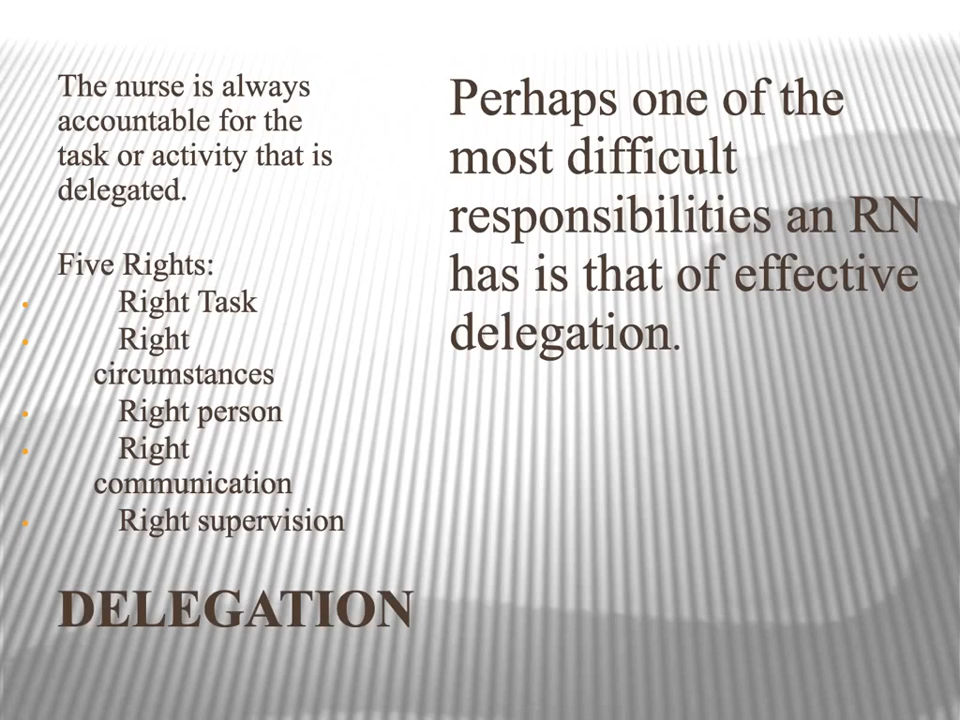 The nurse is always
accountable for the
task or activity that is
delegated.
Five Rights:
• Right Task
• Right
circumstances
• Right person
• Right
communication
• Right supervision
Perhaps one of the
most difficult
responsibilities an RN
has is that of effective
delegation.
DELEGATION